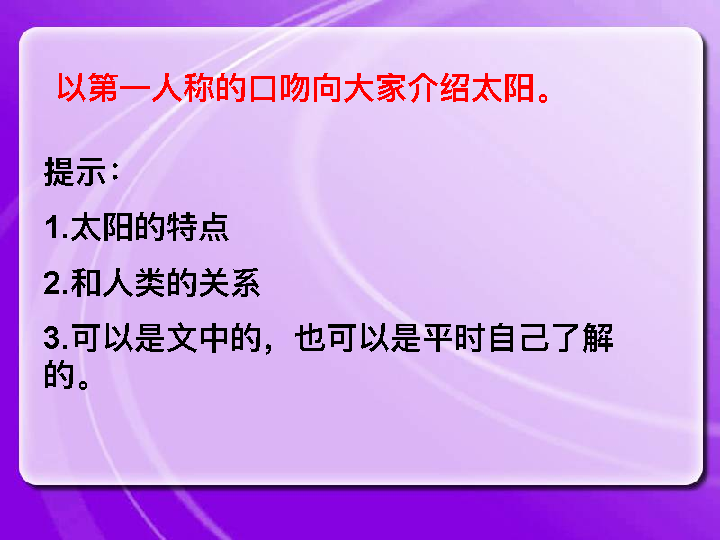 以第一人称的口吻向大家介绍太阳。
提示：
1.太阳的特点
2.和人类的关系
3.可以是文中的，也可以是平时自己了解
的。